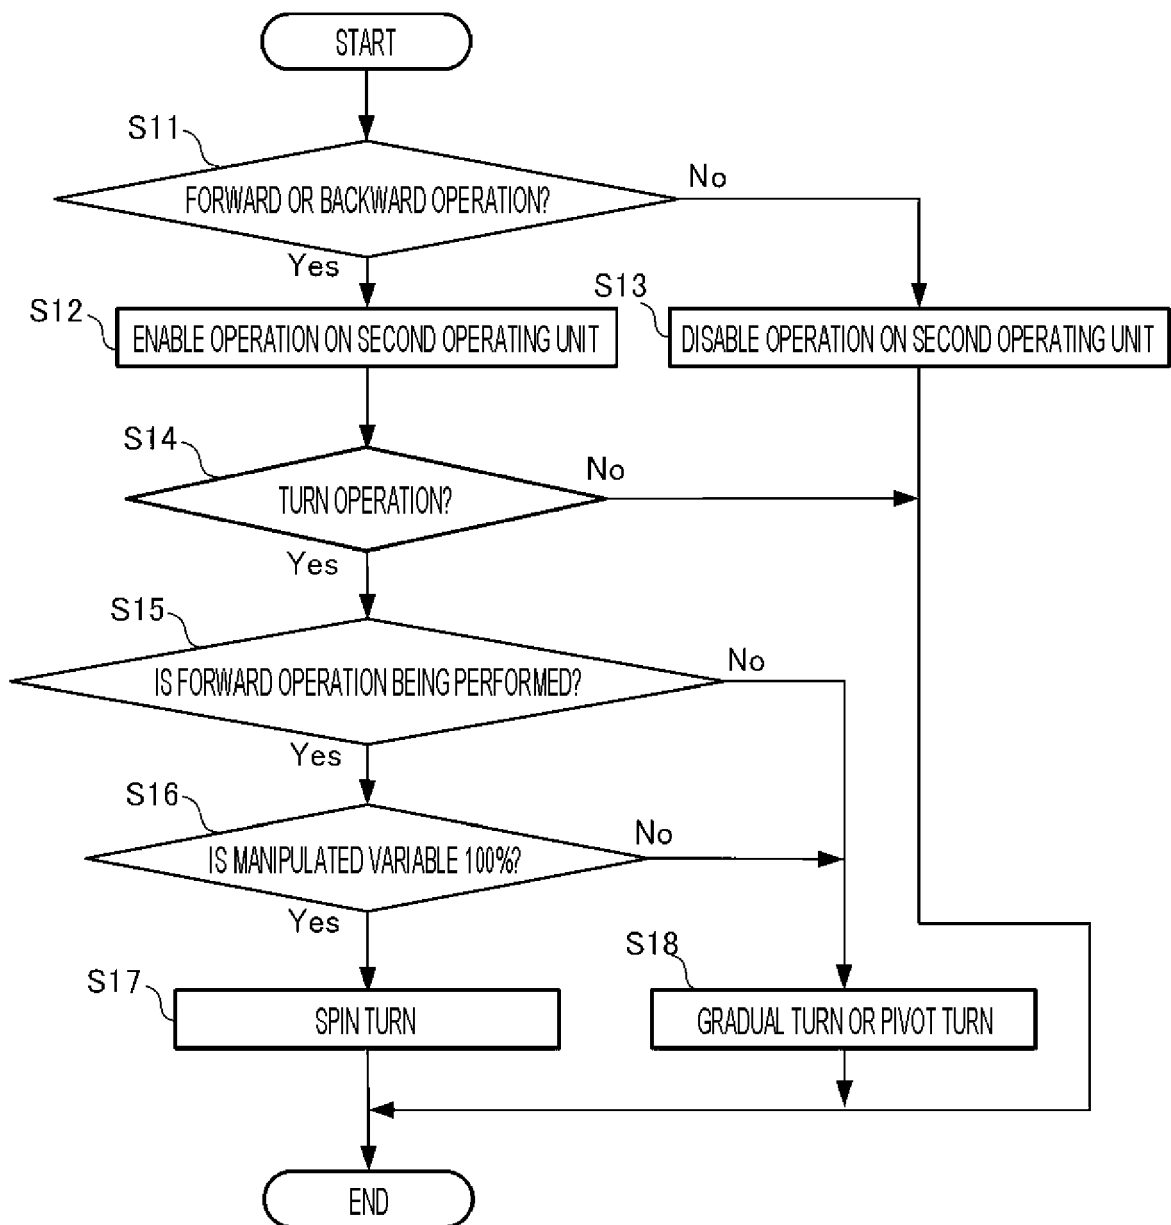 START
S11
FORWARD OR BACKWARD OPERATION?
No
Yes
S12
ENABLE OPERATION ON SECOND OPERATING UNIT
S13
DISABLE OPERATION ON SECOND OPERATING UNIT
S14
TURN OPERATION?
No
Yes
S15
IS FORWARD OPERATION BEING PERFORMED?
No
Yes
S16
IS MANIPULATED VARIABLE 100%?
No
Yes
S17
SPIN TURN
S18
GRADUAL TURN OR PIVOT TURN
END